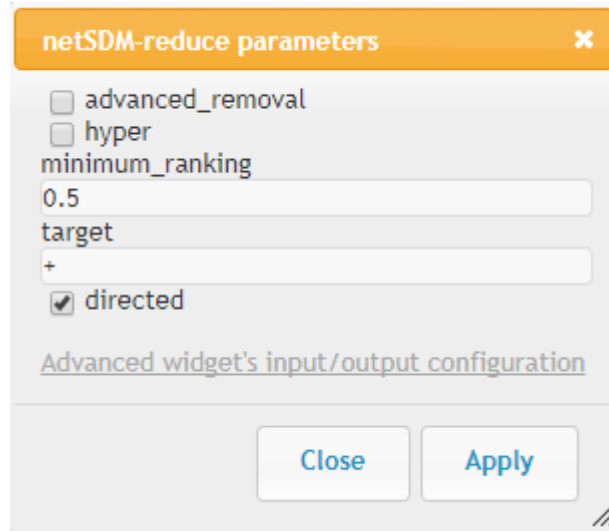 netSDM-reduce parameters
advanced_removal
hyper
minimum_ranking
0.5
target
+
directed
Advanced widget's input/output configuration
Close Apply